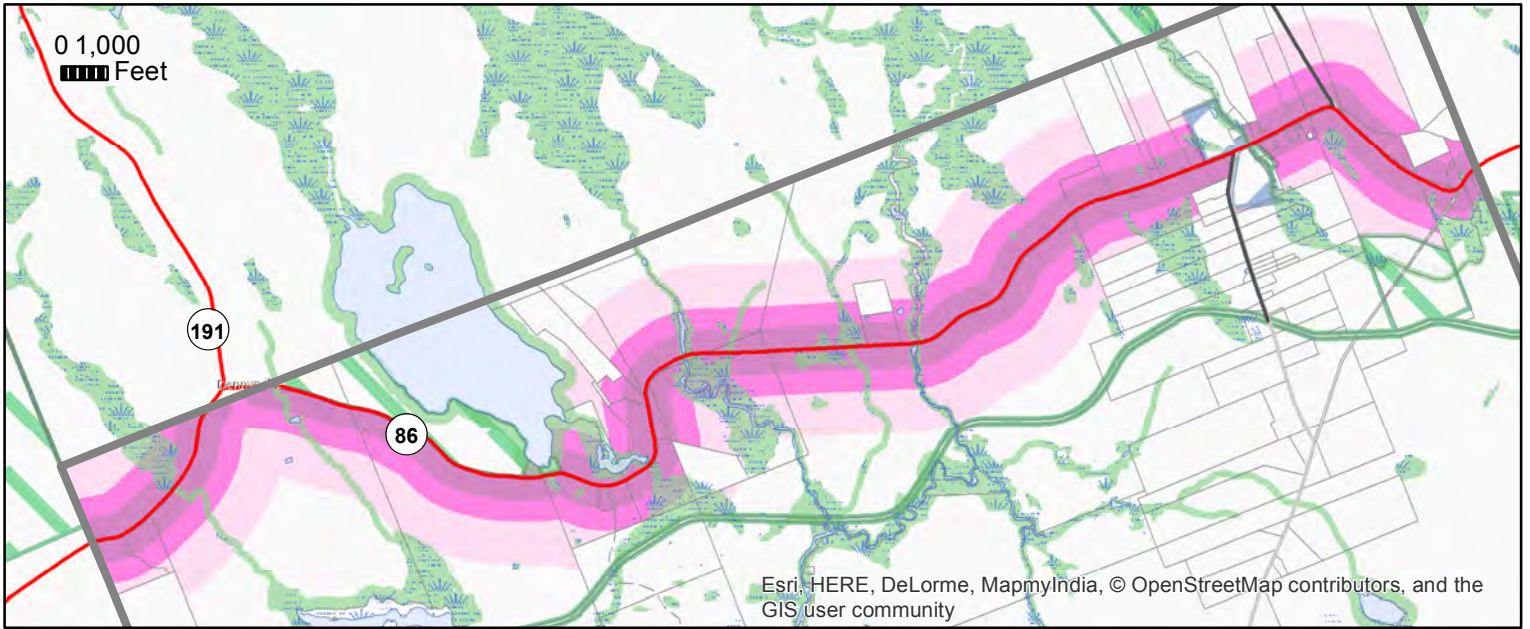 0 1,000
Feet
191
86
Esri, HERE, DeLorme, MapmyIndia, © OpenStreetMap contributors, and the
GIS user community